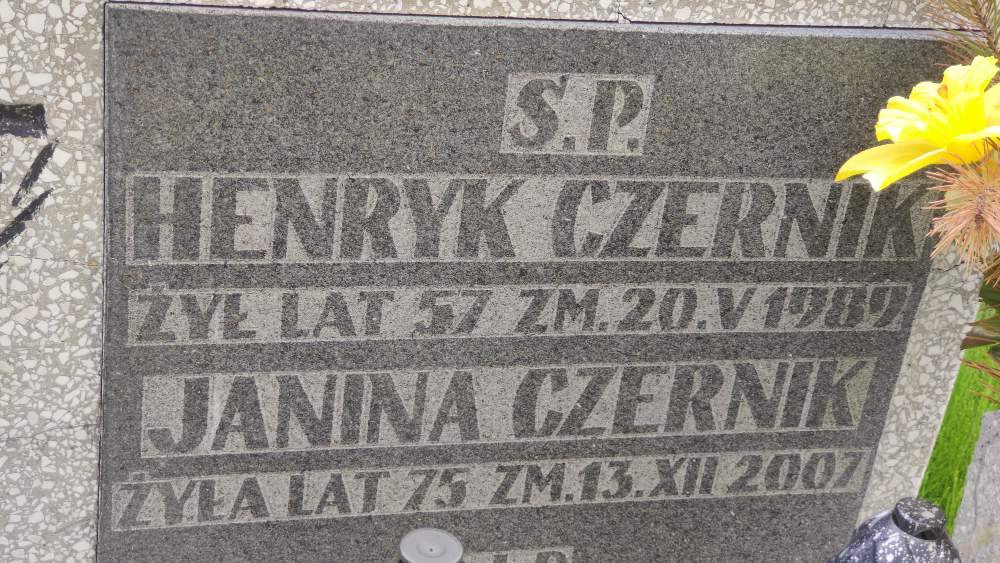 S.P.
HENRYK CZERNIK
ŻYŁ LAT 57 ZM. 20. V 1989
JANINA CZERNIK
ŻYŁA LAT 75 ZM. 13. XII 2007